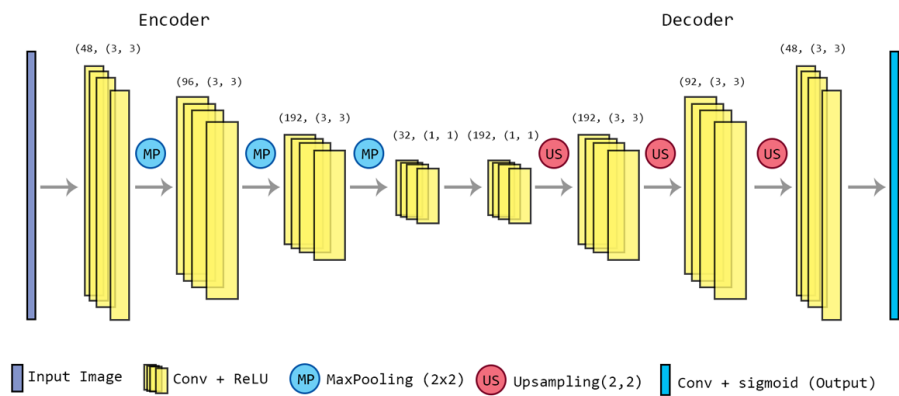 Encoder
Decoder
(48, (3, 3)
(96, (3, 3)
(192, (3, 3)
(32, (1, 1)
(192, (1, 1)
(192, (3, 3)
(92, (3, 3)
(48, (3, 3)
MP
MP
MP
US
US
US
Input Image
Conv + ReLU
MP
MaxPooling (2x2)
US
Upsampling(2,2)
Conv + sigmoid (Output)